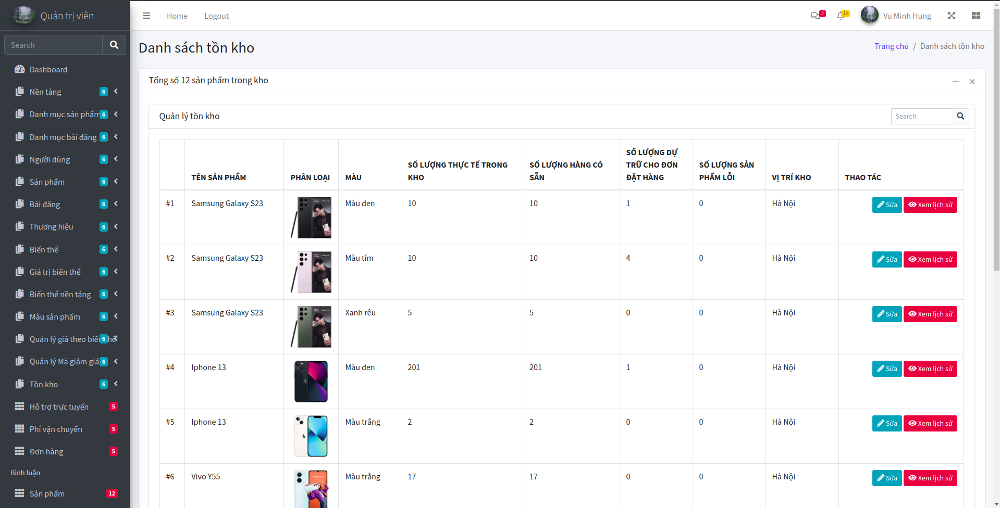 Quản trị viên
Search
Dashboard
Nền tảng 6
Danh mục sản phẩm 6
Danh mục bài đăng 6
Người dùng 6
Sản phẩm 6
Bài đăng 6
Thương hiệu 6
Biến thể 6
Giá trị biến thể 6
Biến thể nền tảng 6
Màu sản phẩm 6
Quản lý giá theo biến thể 6
Quản lý Mã giảm giá 6
Tồn kho 6
Hỗ trợ trực tuyến 5
Phí vận chuyển 5
Đơn hàng 5
Bình luận
Sản phẩm 12
Home Logout 3 15 Vu Minh Hung
Danh sách tồn kho
Trang chủ / Danh sách tồn kho
Tổng số 12 sản phẩm trong kho
Quản lý tồn kho
Search
TÊN SẢN PHẨM
PHÂN LOẠI
MÀU
SỐ LƯỢNG THỰC TẾ TRONG
KHO
SỐ LƯỢNG HÀNG CÓ
SẴN
SỐ LƯỢNG DỰ
TRỮ CHO ĐƠN
ĐẶT HÀNG
SỐ LƯỢNG SẢN
PHẨM LỖI
VỊ TRÍ KHO
THAO TÁC
#1 Samsung Galaxy S23 Màu đen 10 10 1 0 Hà Nội Sửa Xem lịch sử
#2 Samsung Galaxy S23 Màu tím 10 10 4 0 Hà Nội Sửa Xem lịch sử
#3 Samsung Galaxy S23 Xanh rêu 5 5 0 0 Hà Nội Sửa Xem lịch sử
#4 Iphone 13 Màu đen 201 201 1 0 Hà Nội Sửa Xem lịch sử
#5 Iphone 13 Màu trắng 2 2 0 0 Hà Nội Sửa Xem lịch sử
#6 Vivo Y55 Màu trắng 17 17 0 0 Hà Nội Sửa Xem lịch sử